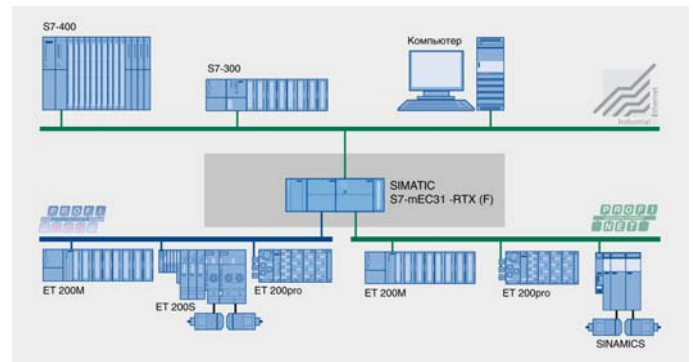 S7-400
S7-300
Компьютер
Industrial
Ethernet
SIMATIC
S7-mEC31 -RTX (F)
PROFI
BUS
PROFI
NET
ET 200M
ET 200S
ET 200pro
ET 200M
ET 200pro
SINAMICS